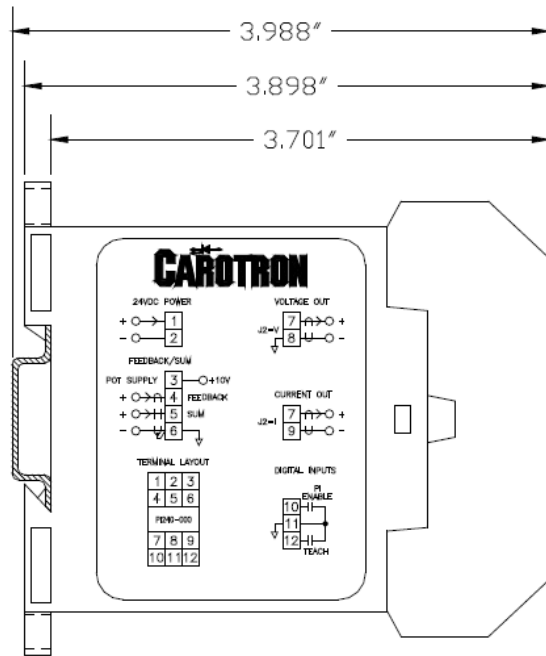 3.988"
3.898"
3.701"
CAROTRON
24VDC POWER
+ 1
- 2
VOLTAGE OUT
J2=V
7 +
8 -
FEEDBACK/SUM
POT SUPPLY 3 +10V
+ 4 FEEDBACK
+ 5 SUM
- 6
CURRENT OUT
J2=I
7 +
9 -
TERMINAL LAYOUT
1 2 3
4 5 6
PI240-000
7 8 9
10 11 12
DIGITAL INPUTS
PI
ENABLE
10
11
12
TEACH